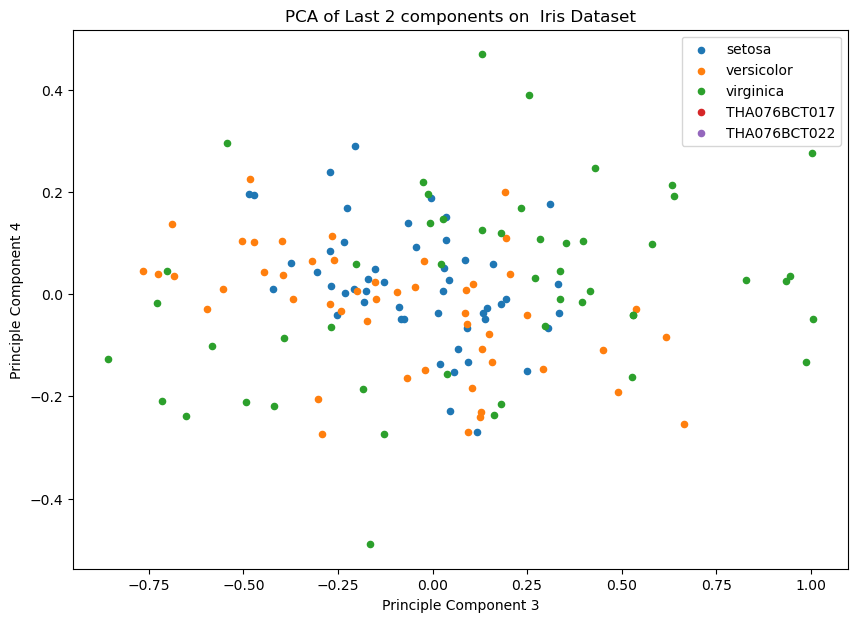 PCA of Last 2 components on  Iris Dataset
setosa
versicolor
virginica
THA076BCT017
THA076BCT022
Principle Component 4
0.4
0.2
0.0
−0.2
−0.4
−0.75
−0.50
−0.25
0.00
0.25
0.50
0.75
1.00
Principle Component 3